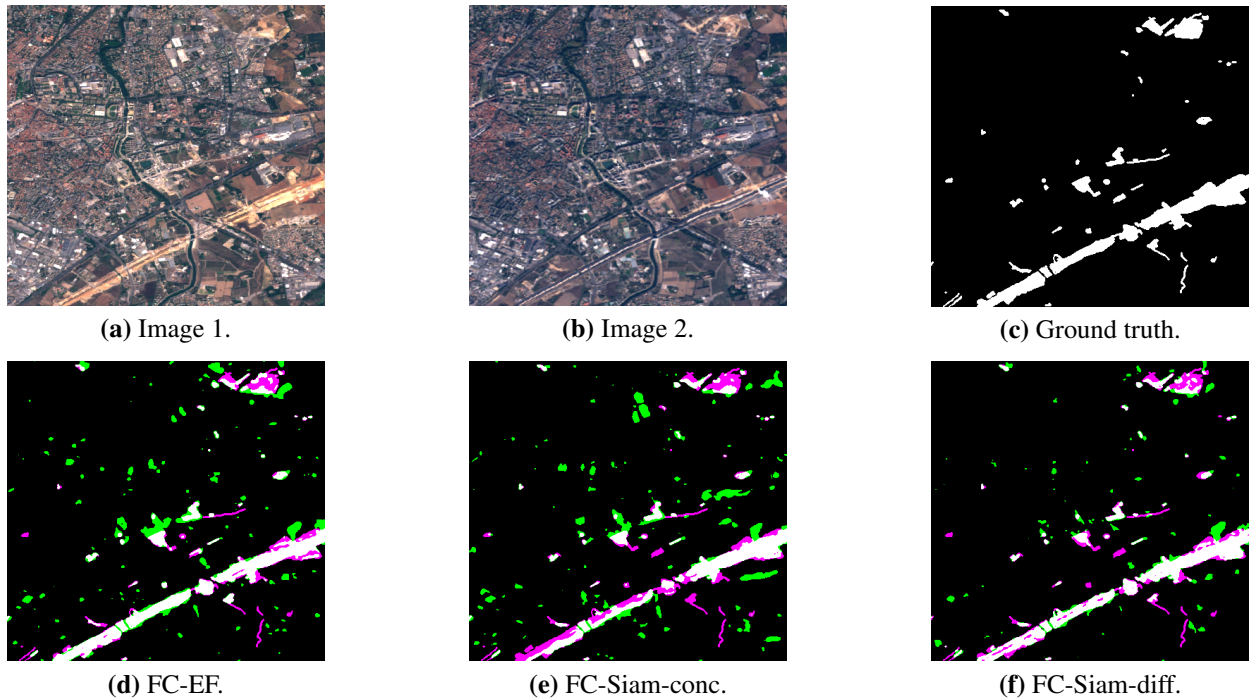 (a) Image 1.
(b) Image 2.
(c) Ground truth.
(d) FC-EF.
(e) FC-Siam-conc.
(f) FC-Siam-diff.